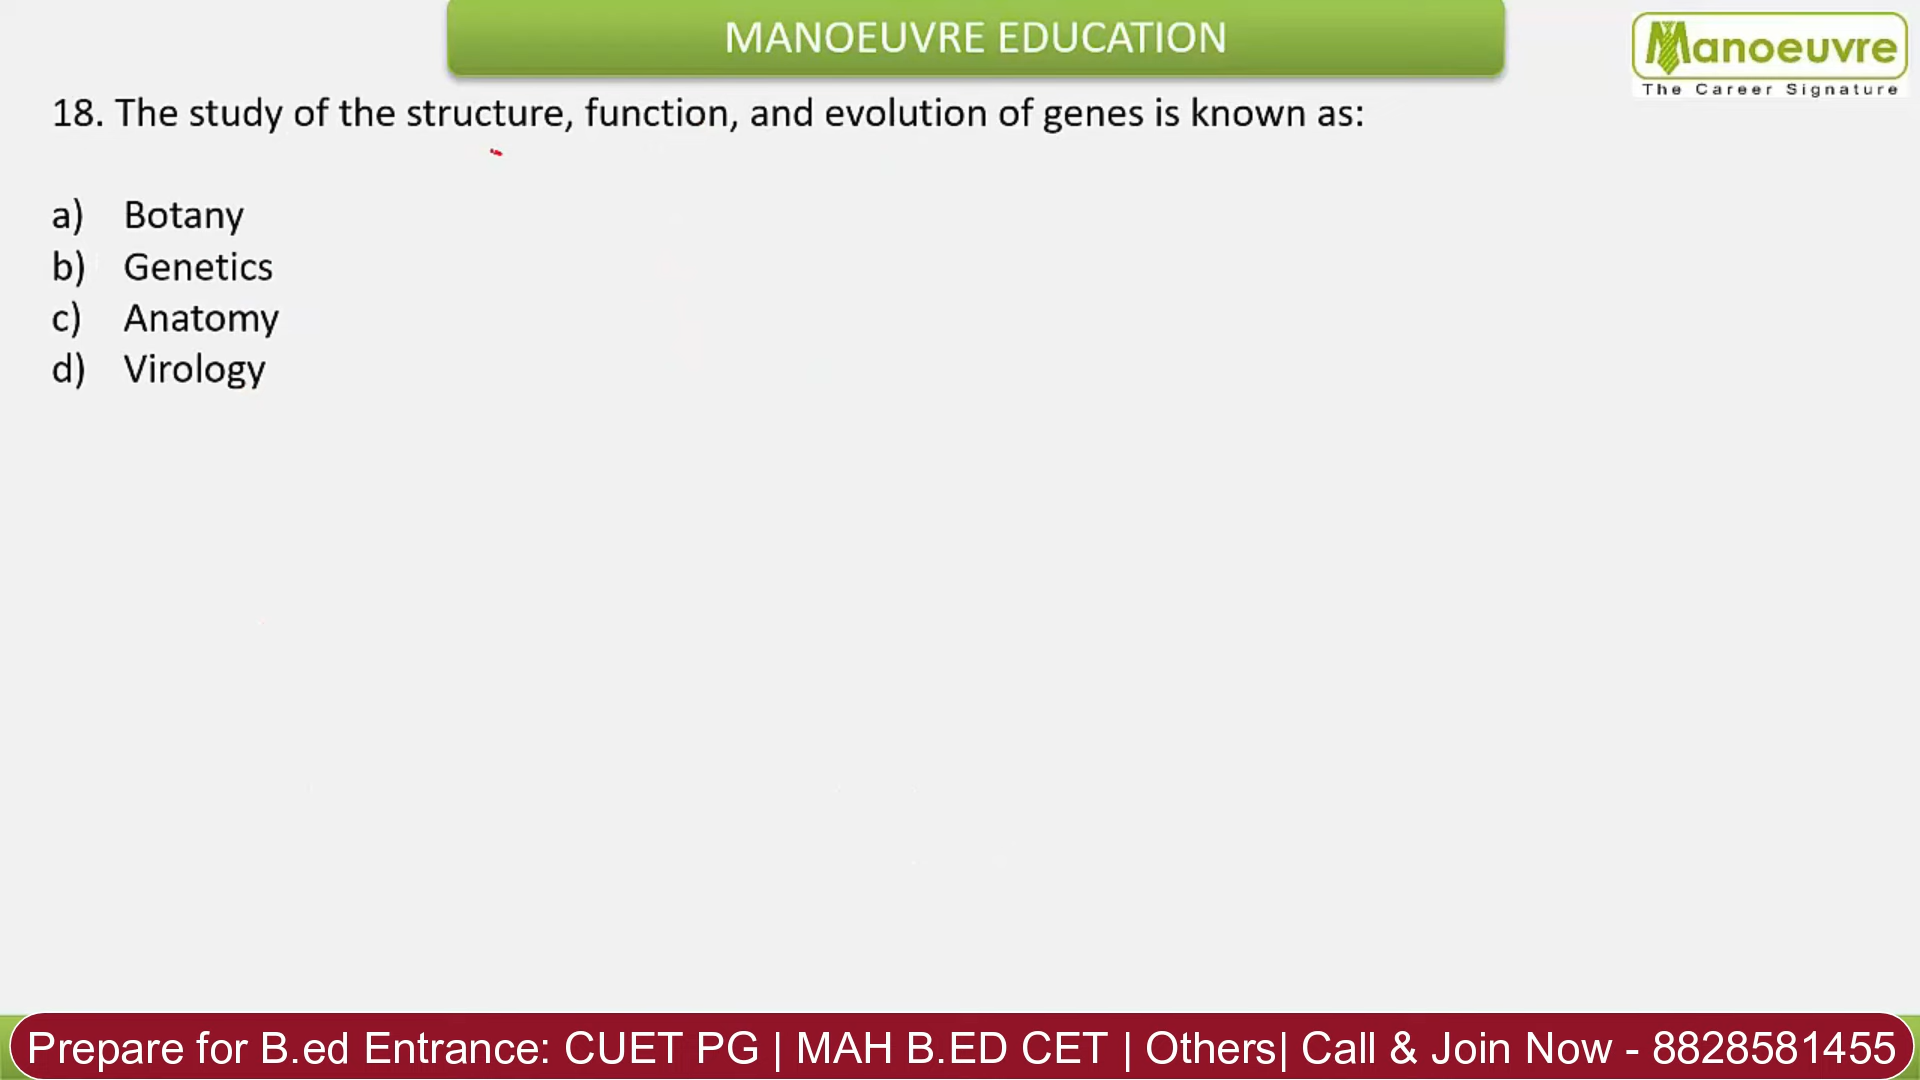 MANOEUVRE EDUCATION
Manoeuvre
The Career Signature
18. The study of the structure, function, and evolution of genes is known as:
a) Botany
b) Genetics
c) Anatomy
d) Virology
Prepare for B.ed Entrance: CUET PG | MAH B.ED CET | Others| Call & Join Now - 8828581455